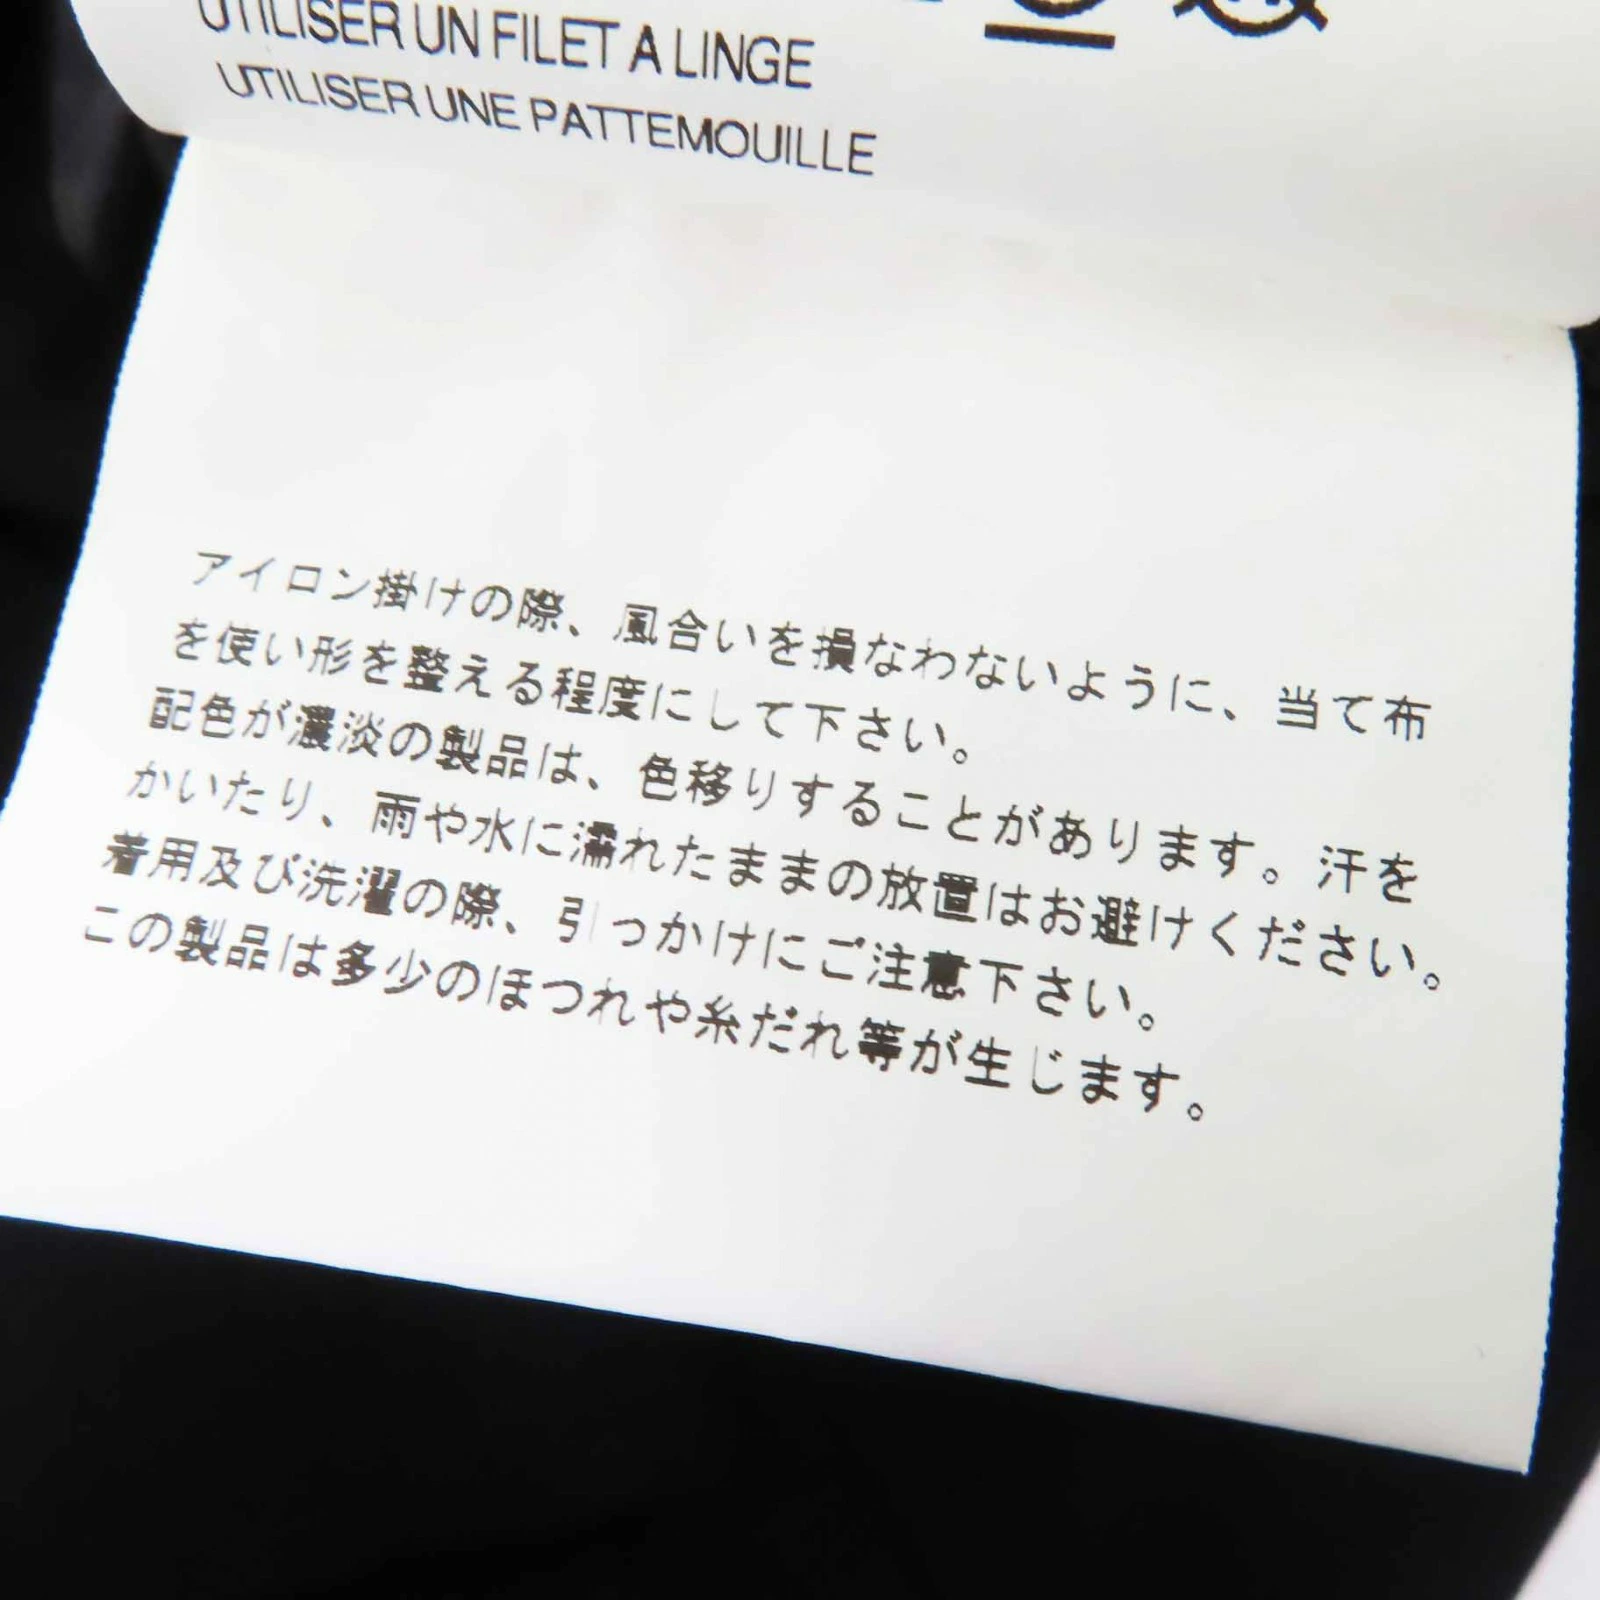 UTILISER UN FILET A LINGE
UTILISER UNE PATTEMOUILLE
アイロン掛けの際、風合いを損なわないように、当て布
を使い形を整える程度にして下さい。
配色が濃淡の製品は、色移りすることがあります。汗を
かいたり、雨や水に濡れたままの放置はお避けください。
着用及び洗濯の際、引っかけにご注意下さい。
この製品は多少のほつれや糸だれ等が生じます。